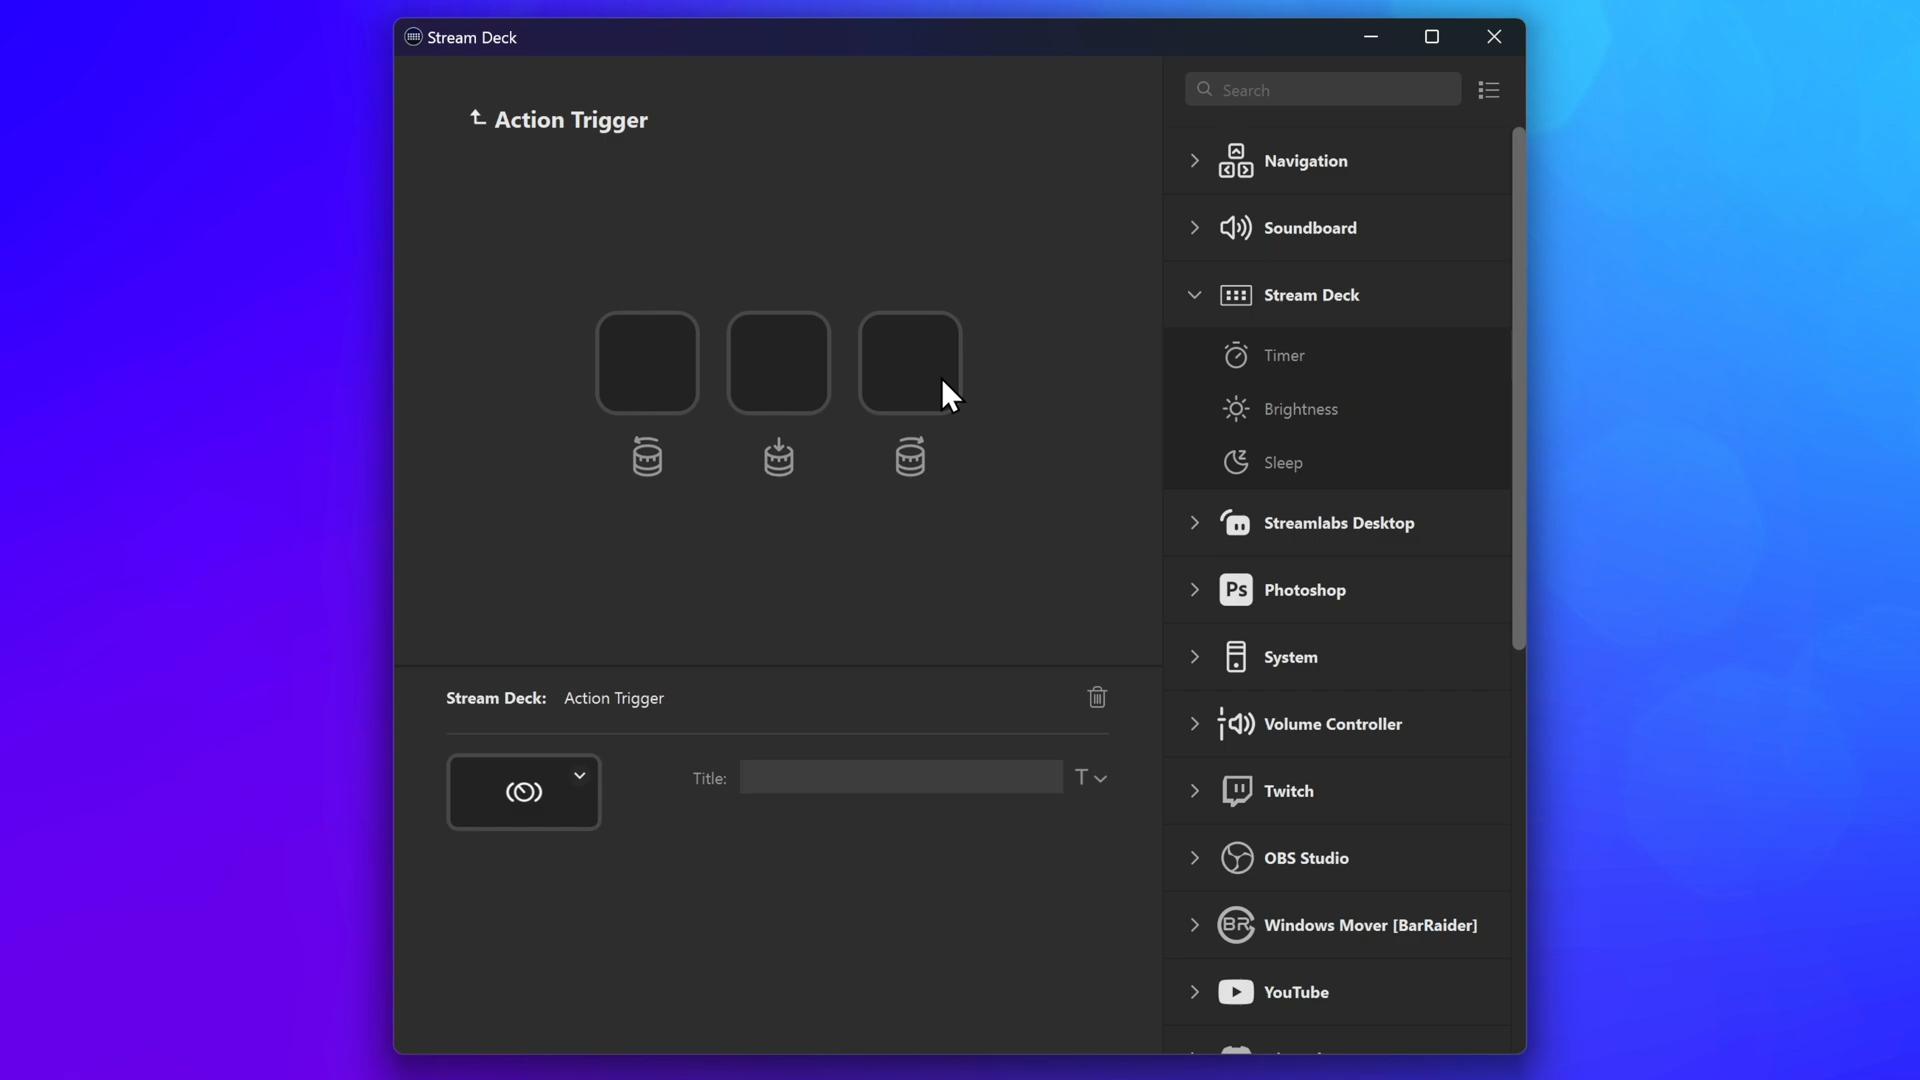 Stream Deck
Action Trigger
Search
Navigation
Soundboard
Stream Deck
Timer
Brightness
Sleep
Streamlabs Desktop
Ps Photoshop
System
Volume Controller
Twitch
OBS Studio
BR Windows Mover [BarRaider]
YouTube
Stream Deck: Action Trigger
Title:
T